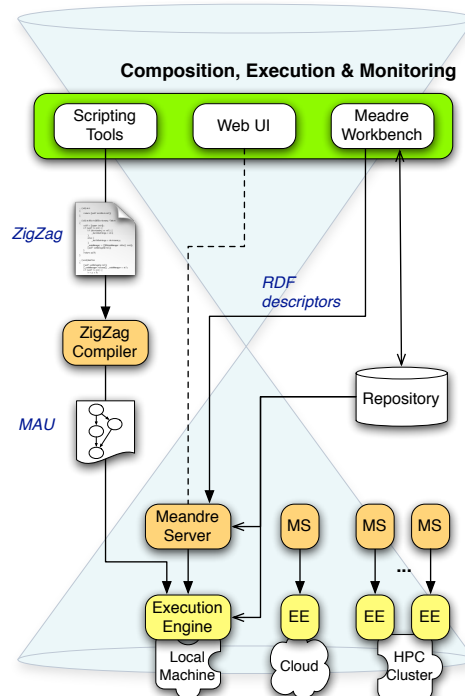 Composition, Execution & Monitoring
Scripting
Tools
Web UI
Meadre
Workbench
ZigZag
RDF
descriptors
ZigZag
Compiler
Repository
MAU
Meandre
Server
MS
MS
MS
...
Execution
Engine
EE
EE
EE
Local
Machine
Cloud
HPC
Cluster